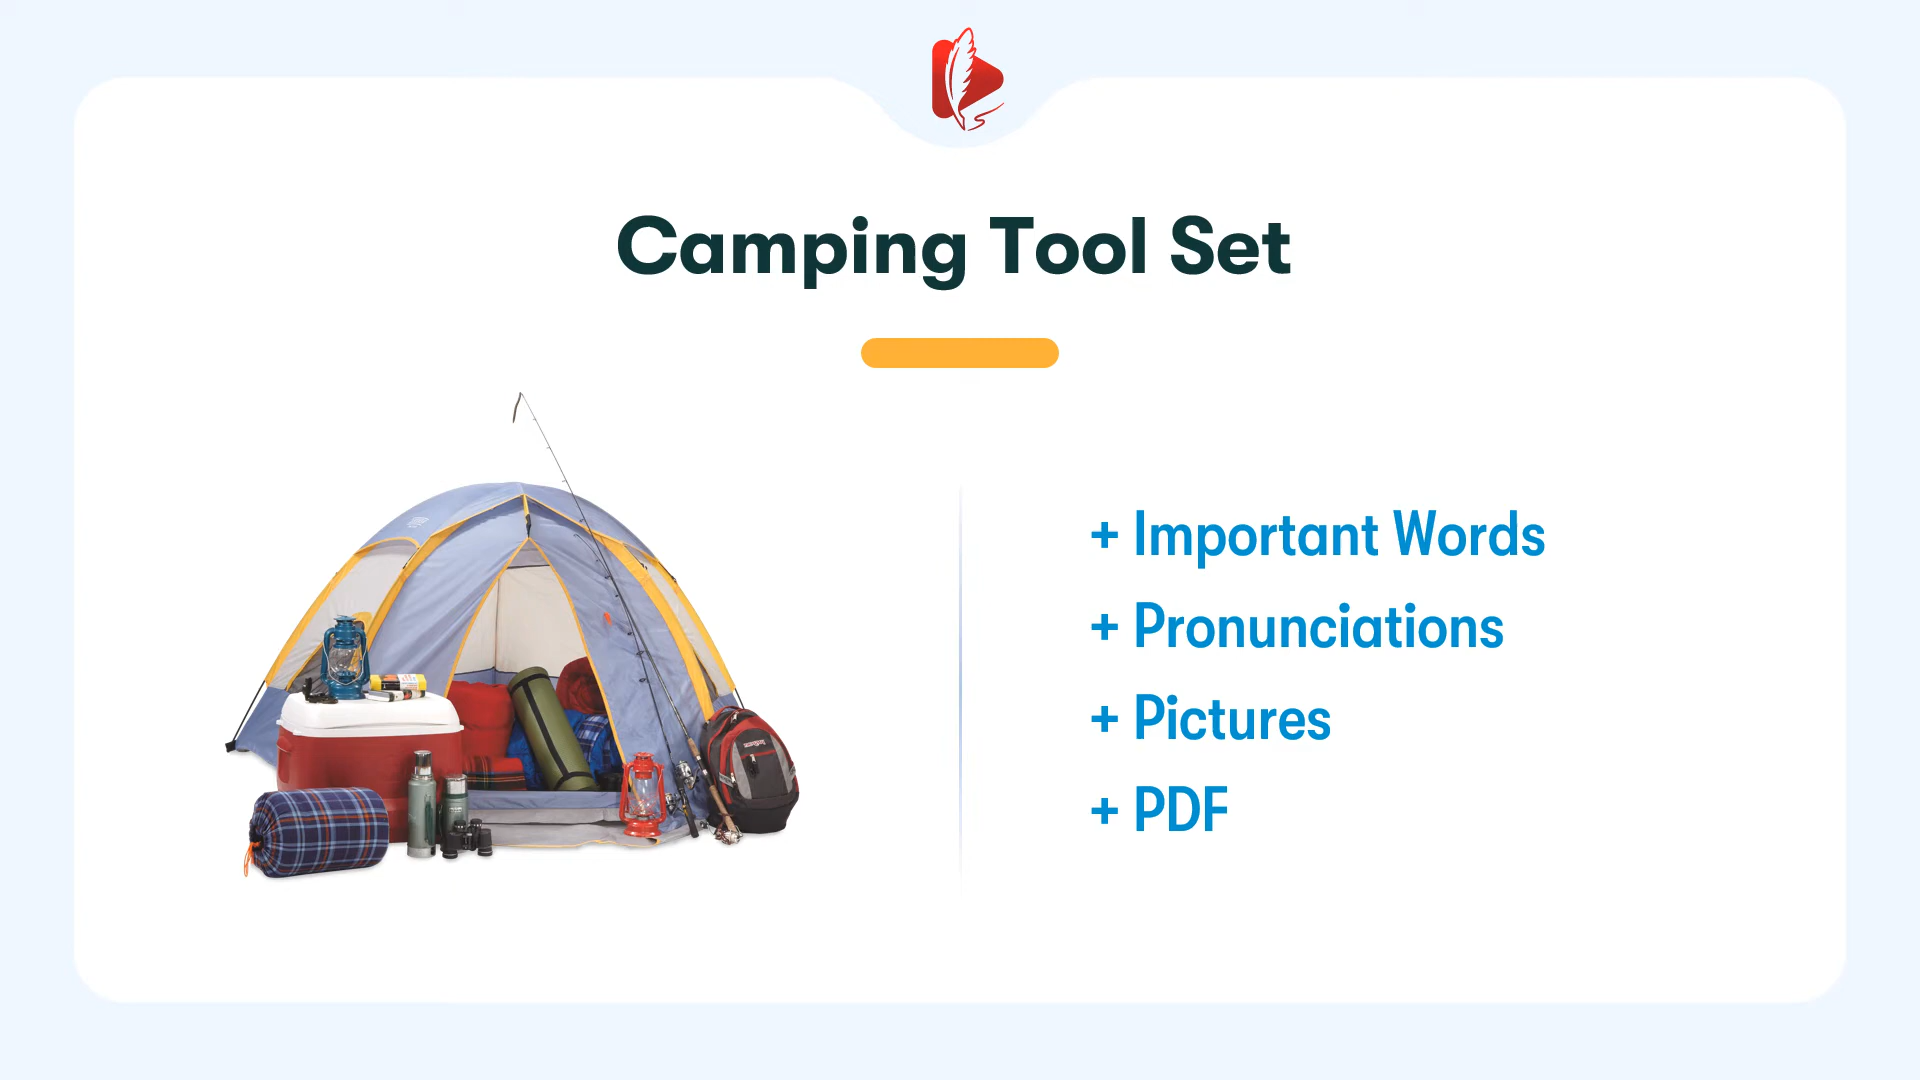 Camping Tool Set
+ Important Words
+ Pronunciations
+ Pictures
+ PDF